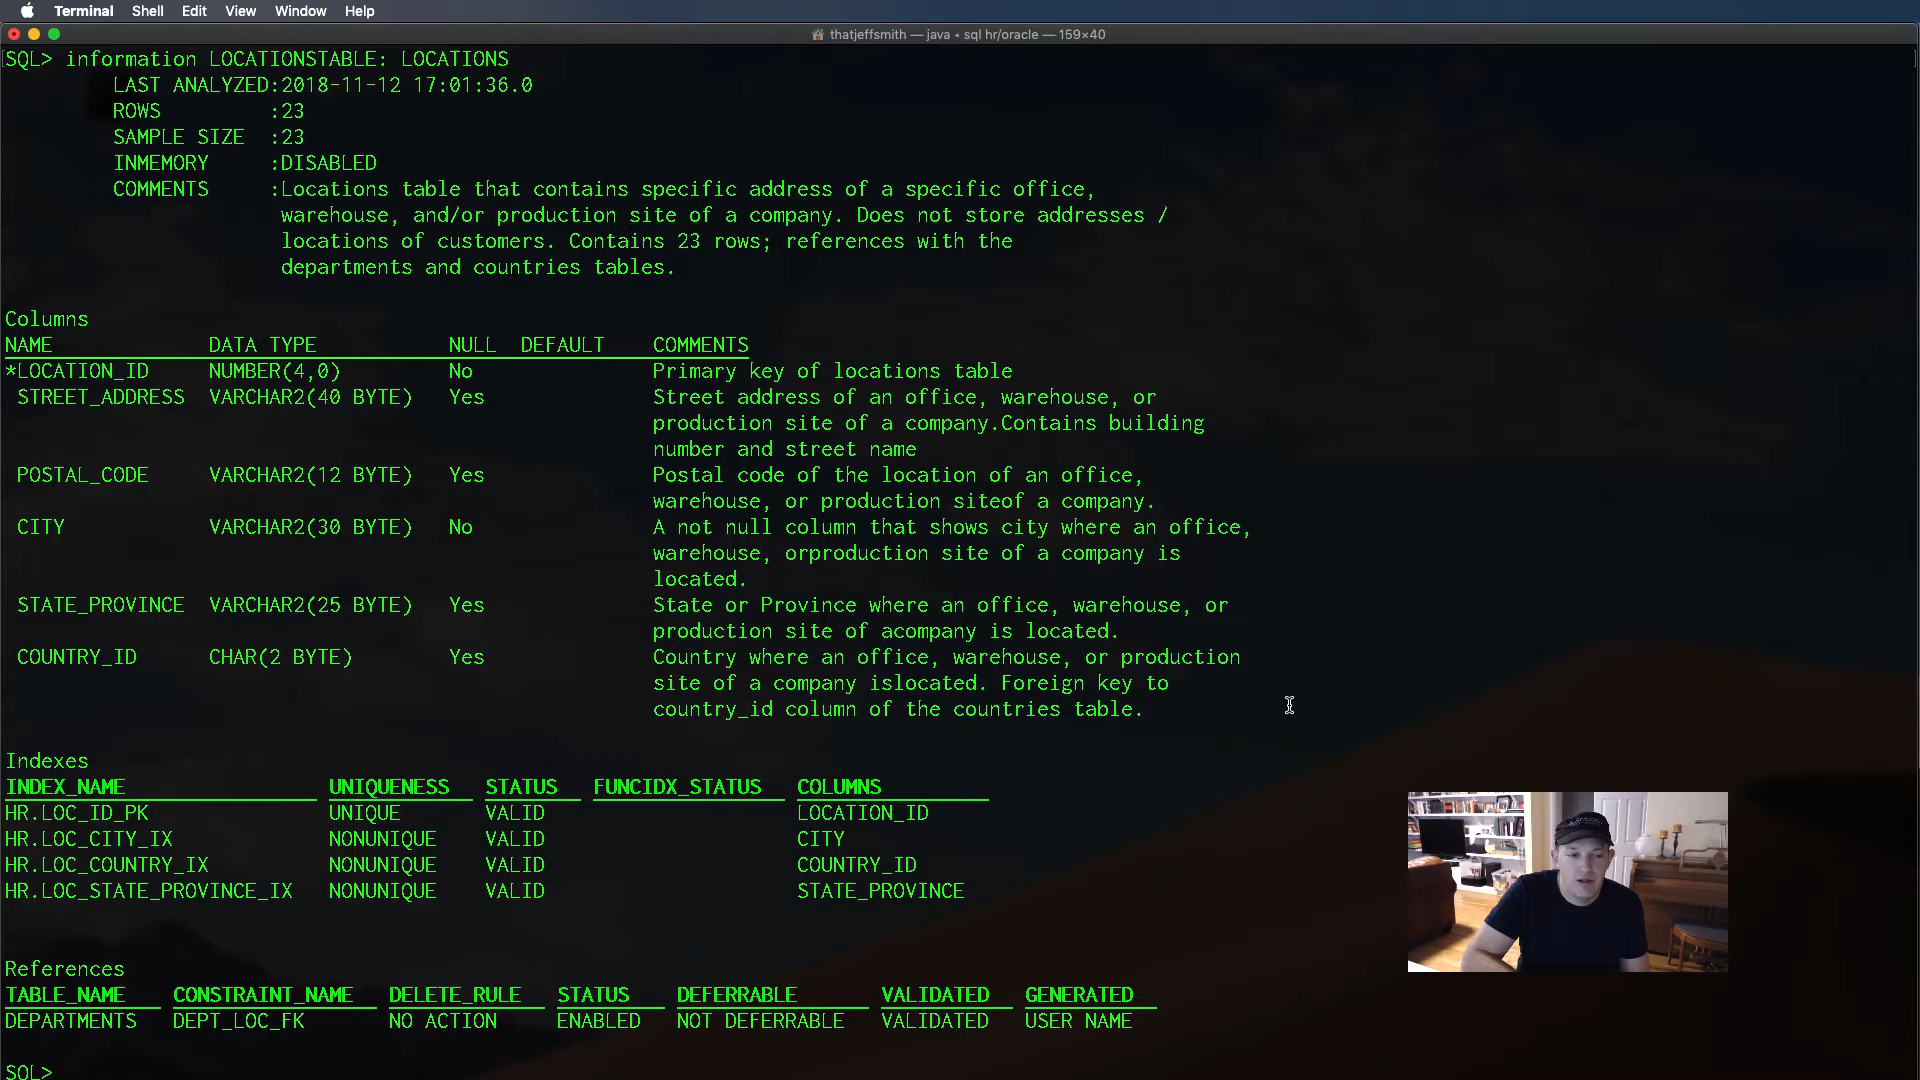 Terminal Shell Edit View Window Help
thatjeffsmith — java ◂ sql hr/oracle — 159×40
SQL> information LOCATIONSTABLE: LOCATIONS
LAST ANALYZED:2018-11-12 17:01:36.0
ROWS :23
SAMPLE SIZE :23
INMEMORY :DISABLED
COMMENTS :Locations table that contains specific address of a specific office,
warehouse, and/or production site of a company. Does not store addresses /
locations of customers. Contains 23 rows; references with the
departments and countries tables.
Columns
NAME DATA TYPE NULL DEFAULT COMMENTS
*LOCATION_ID NUMBER(4,0) No Primary key of locations table
STREET_ADDRESS VARCHAR2(40 BYTE) Yes Street address of an office, warehouse, or
production site of a company.Contains building
number and street name
POSTAL_CODE VARCHAR2(12 BYTE) Yes Postal code of the location of an office,
warehouse, or production siteof a company.
CITY VARCHAR2(30 BYTE) No A not null column that shows city where an office,
warehouse, orproduction site of a company is
located.
STATE_PROVINCE VARCHAR2(25 BYTE) Yes State or Province where an office, warehouse, or
production site of acompany is located.
COUNTRY_ID CHAR(2 BYTE) Yes Country where an office, warehouse, or production
site of a company islocated. Foreign key to
country_id column of the countries table.
Indexes
INDEX_NAME UNIQUENESS STATUS FUNCIDX_STATUS COLUMNS
HR.LOC_ID_PK UNIQUE VALID LOCATION_ID
HR.LOC_CITY_IX NONUNIQUE VALID CITY
HR.LOC_COUNTRY_IX NONUNIQUE VALID COUNTRY_ID
HR.LOC_STATE_PROVINCE_IX NONUNIQUE VALID STATE_PROVINCE
References
TABLE_NAME CONSTRAINT_NAME DELETE_RULE STATUS DEFERRABLE VALIDATED GENERATED
DEPARTMENTS DEPT_LOC_FK NO ACTION ENABLED NOT DEFERRABLE VALIDATED USER NAME
SQL>